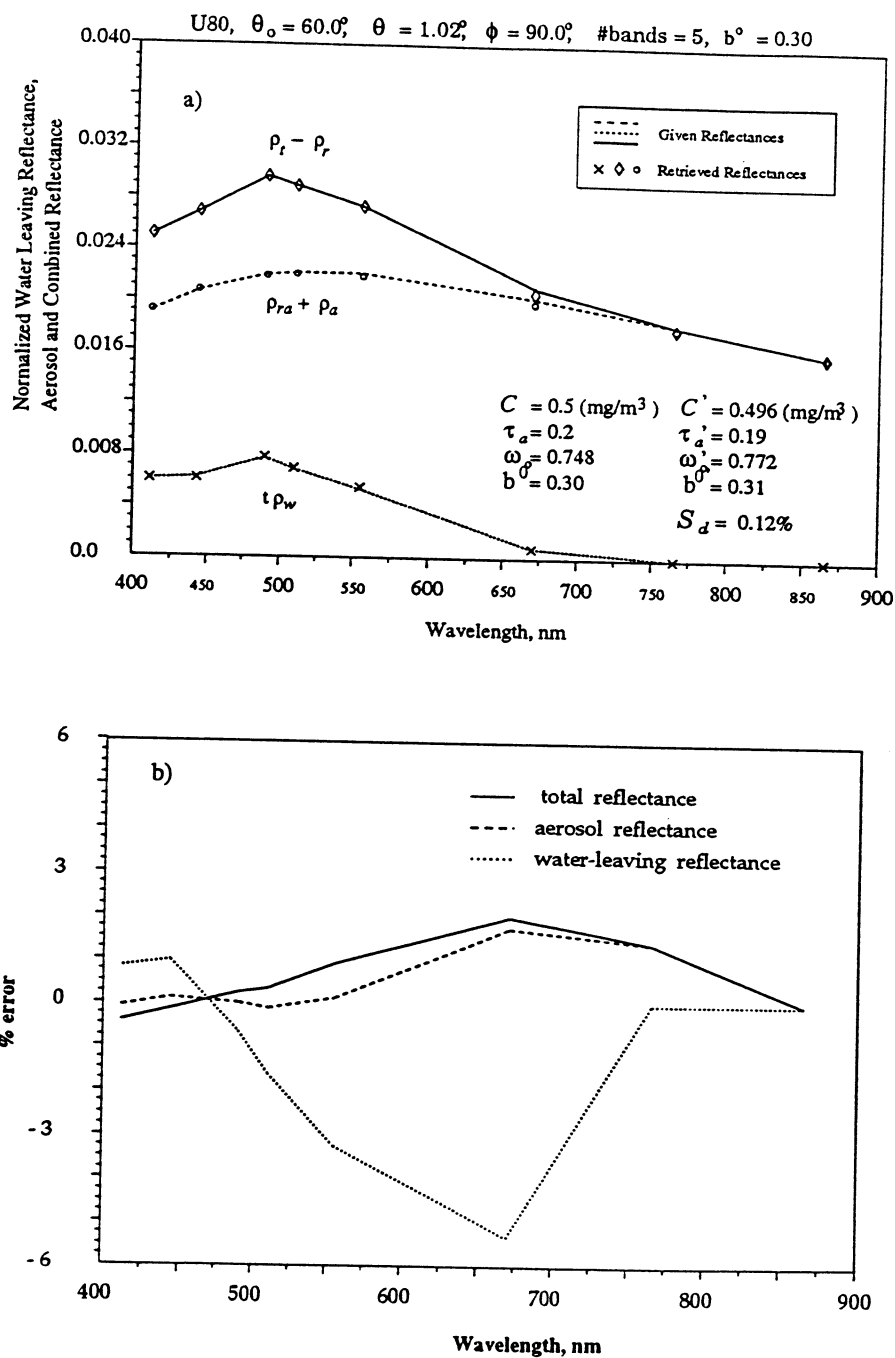 U80, θo = 60.0°, θ = 1.02°, ϕ = 90.0°, #bands = 5, b° = 0.30
Normalized Water Leaving Reflectance,
Aerosol and Combined Reflectance
0.040
0.032
0.024
0.016
0.008
0.0
a)
ρt − ρr
ρra + ρa
tρw
Given Reflectances
Retrieved Reflectances
C = 0.5 (mg/m3) C' = 0.496 (mg/m3)
τa = 0.2 τa' = 0.19
ω0 = 0.748 ω0' = 0.772
b0 = 0.30 b0' = 0.31
Sd = 0.12%
400 450 500 550 600 650 700 750 800 850 900
Wavelength, nm
b)
total reflectance
aerosol reflectance
water-leaving reflectance
% error
6
3
0
-3
-6
400 500 600 700 800 900
Wavelength, nm